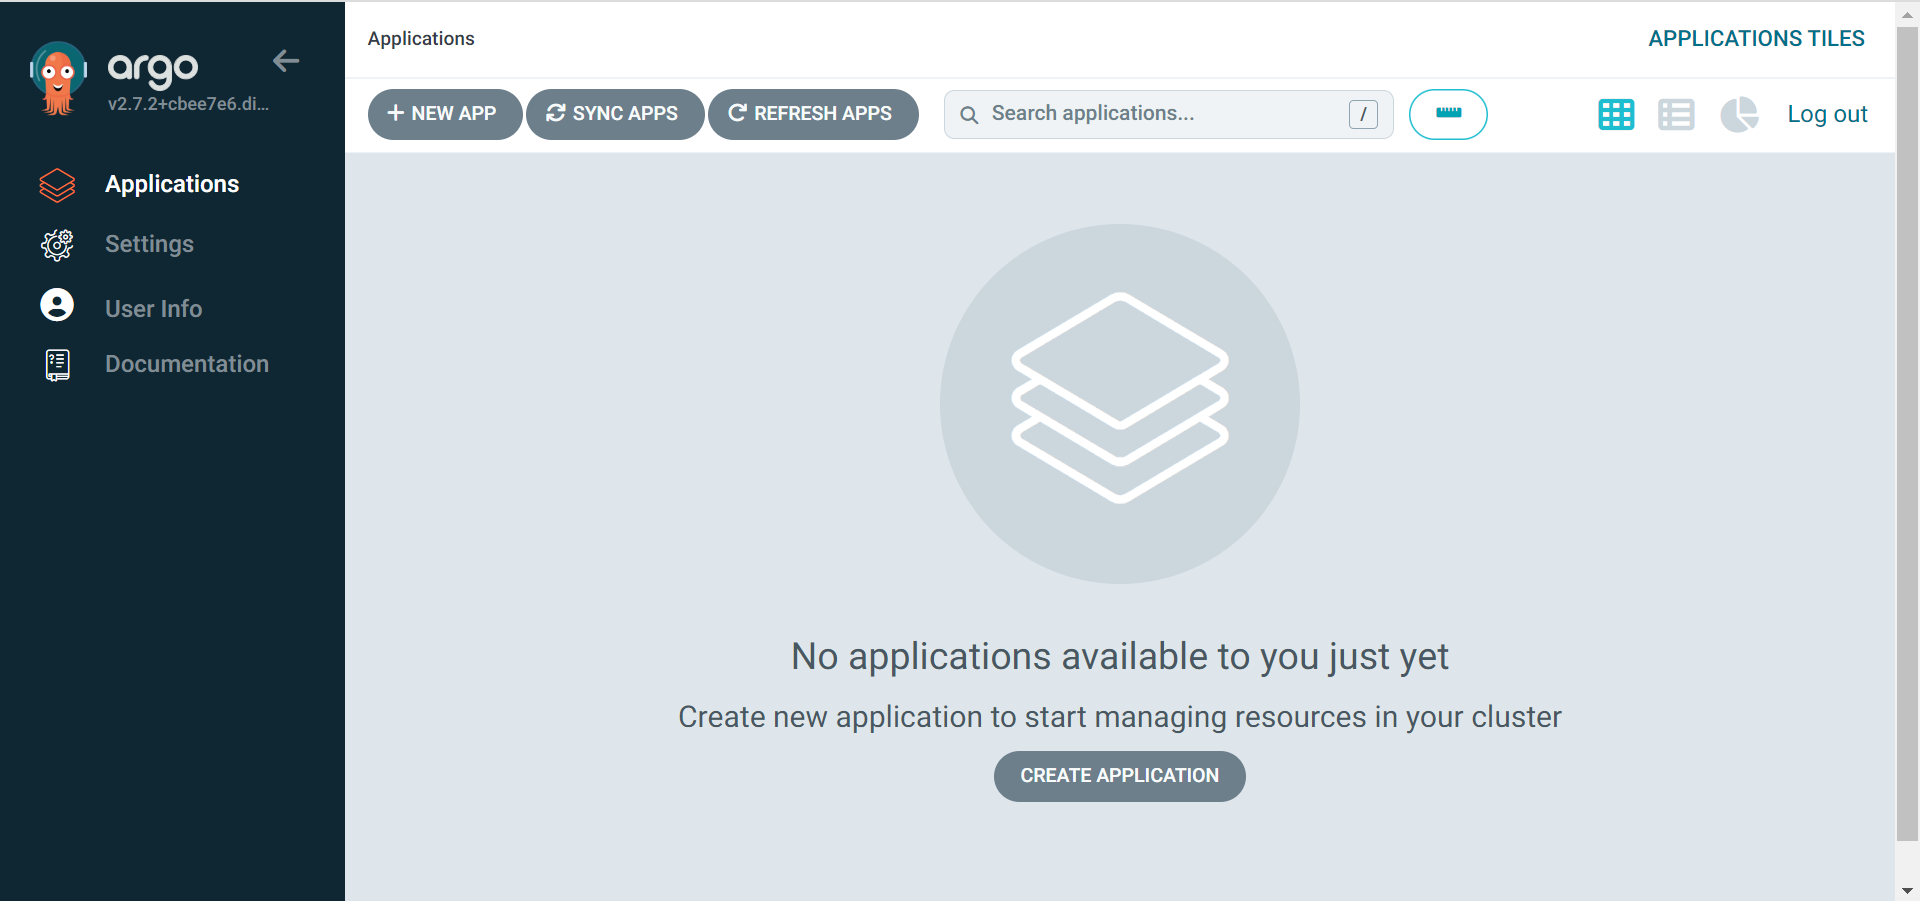 argo
v2.7.2+cbee7e6.di...
Applications
Settings
User Info
Documentation
Applications
APPLICATIONS TILES
NEW APP
SYNC APPS
REFRESH APPS
Search applications...
/
Log out
No applications available to you just yet
Create new application to start managing resources in your cluster
CREATE APPLICATION